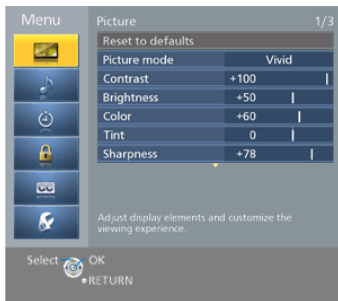 Menu
Picture 1/3
Reset to defaults
Picture mode Vivid
Contrast +100
Brightness +50
Color +60
Tint 0
Sharpness +78
CC
Adjust display elements and customize the
viewing experience.
Select OK
RETURN